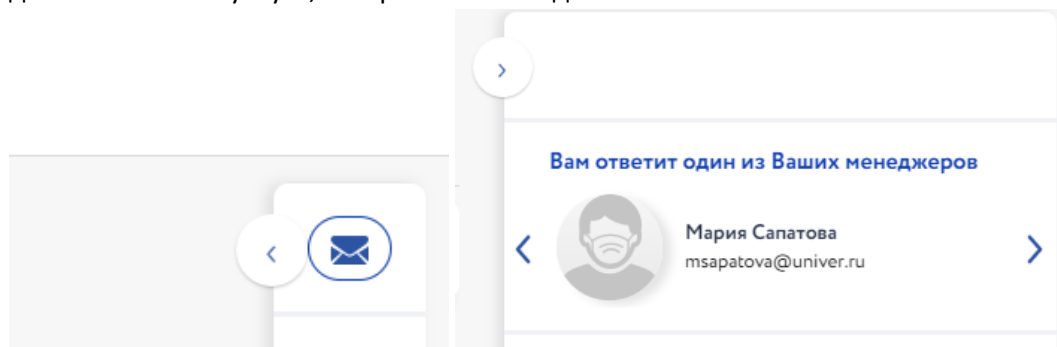 Вам ответит один из Ваших менеджеров
Мария Сапатова
msapatova@univer.ru